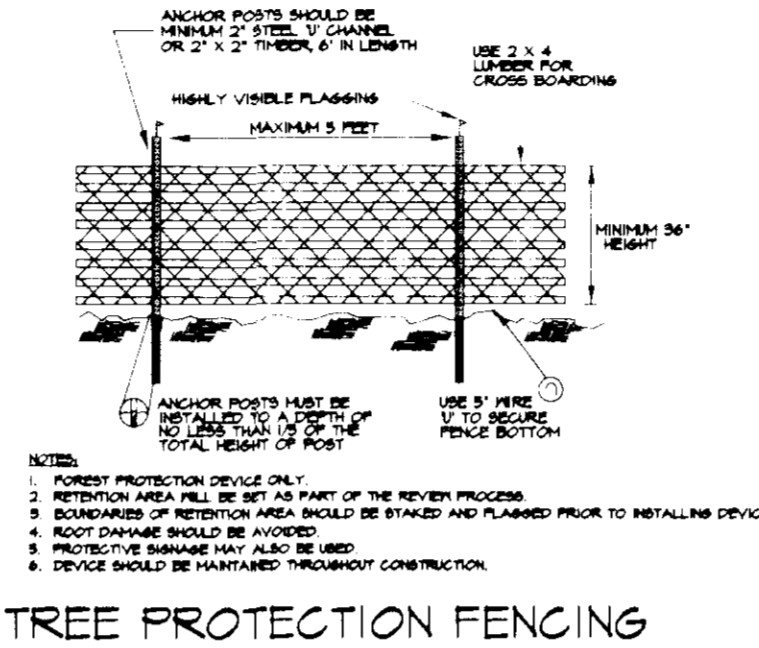 ANCHOR POSTS SHOULD BE
MINIMUM 2" STEEL 'U' CHANNEL
OR 2" X 2" TIMBER, 6' IN LENGTH
USE 2 X 4
LUMBER FOR
CROSS BOARDING
HIGHLY VISIBLE FLAGGING
MAXIMUM 5 FEET
MINIMUM 36"
HEIGHT
ANCHOR POSTS MUST BE
INSTALLED TO A DEPTH OF
NO LESS THAN 1/3 OF THE
TOTAL HEIGHT OF POST
USE 5' WIRE
'U' TO SECURE
FENCE BOTTOM
NOTES:
1. FOREST PROTECTION DEVICE ONLY.
2. RETENTION AREA WILL BE SET AS PART OF THE REVIEW PROCESS.
3. BOUNDARIES OF RETENTION AREA SHOULD BE STAKED AND FLAGGED PRIOR TO INSTALLING DEVIC
4. ROOT DAMAGE SHOULD BE AVOIDED.
5. PROTECTIVE SIGNAGE MAY ALSO BE USED.
6. DEVICE SHOULD BE MAINTAINED THROUGHOUT CONSTRUCTION.
TREE PROTECTION FENCING